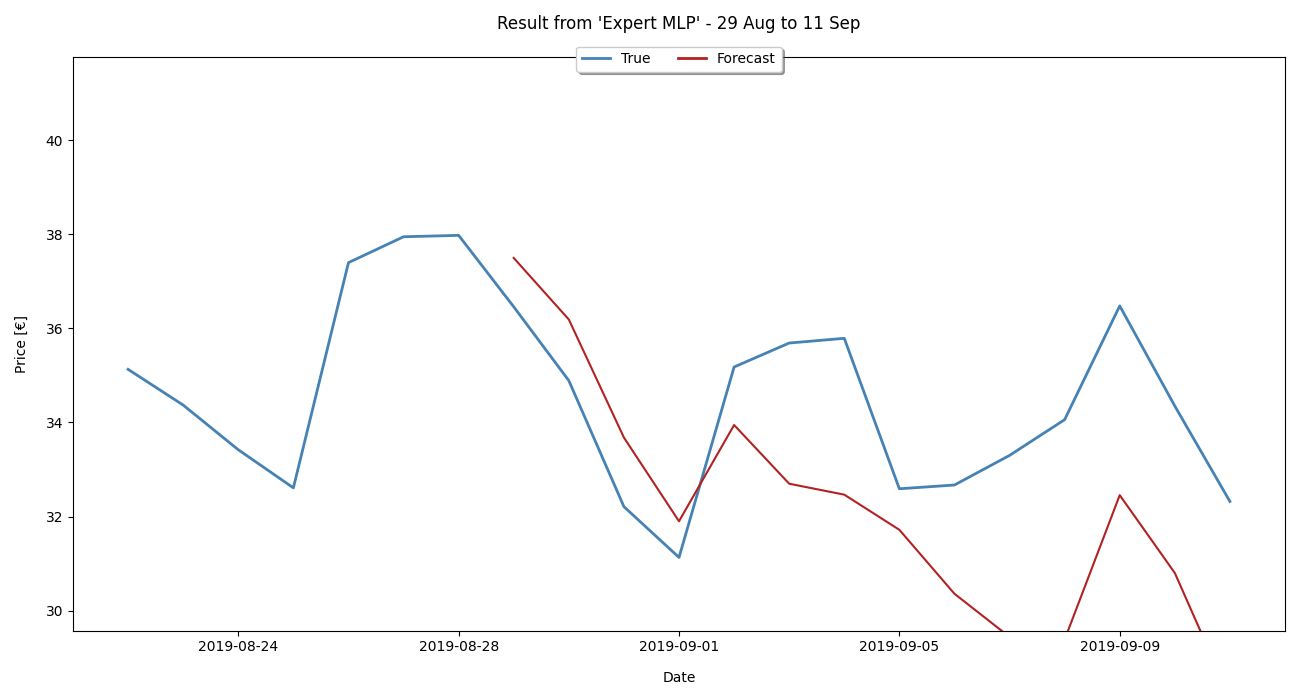 Result from 'Expert MLP' - 29 Aug to 11 Sep
True Forecast
40
38
36
34
32
30
Price [€]
2019-08-24 2019-08-28 2019-09-01 2019-09-05 2019-09-09
Date